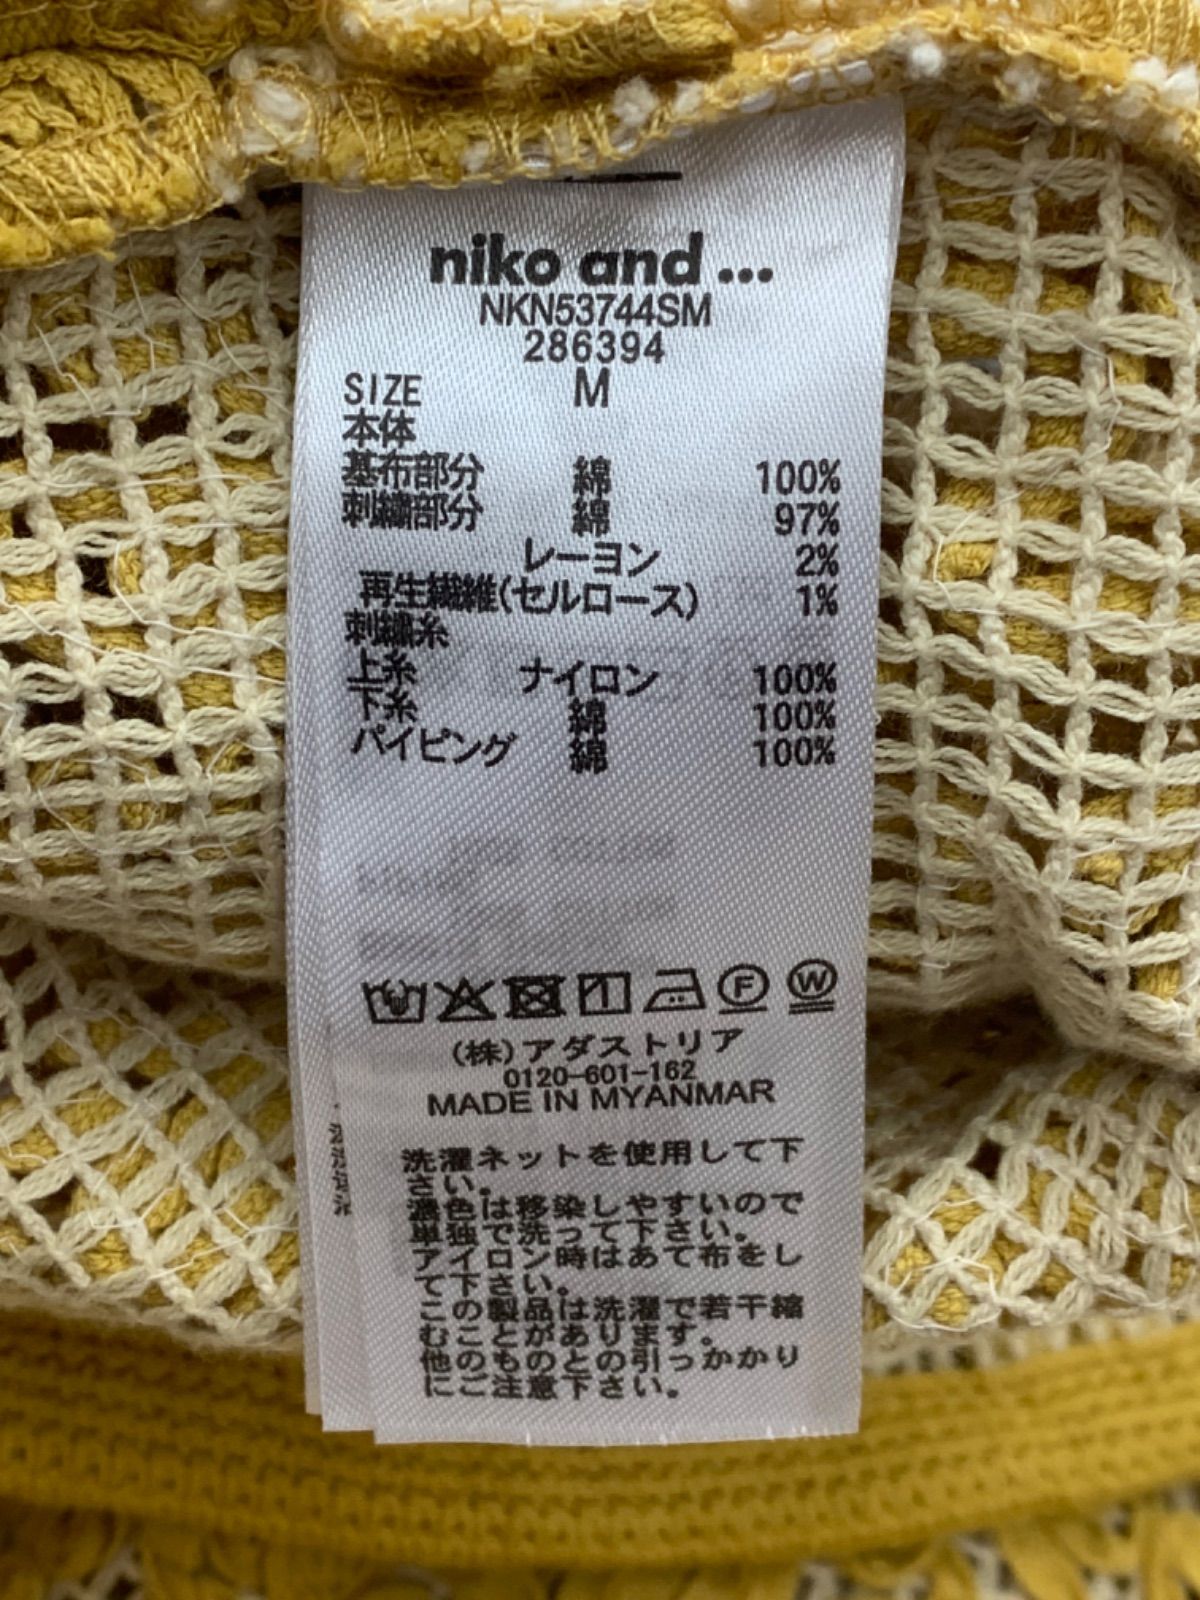 niko and ...
NKN53744SM
286394
SIZE M
本体
基布部分 綿 100%
刺繍部分 綿 97%
レーヨン 2%
再生繊維(セルロース) 1%
刺繍糸
上糸 ナイロン 100%
下糸 綿 100%
パイピング 綿 100%
F W
(株)アダストリア
0120-601-162
MADE IN MYANMAR
洗濯ネットを使用して下
さい。
濃色は移染しやすいので
単独で洗って下さい。
アイロン時はあて布をし
て下さい。
この製品は洗濯で若干縮
むことがあります。
他のものとの引っかかり
にご注意下さい。